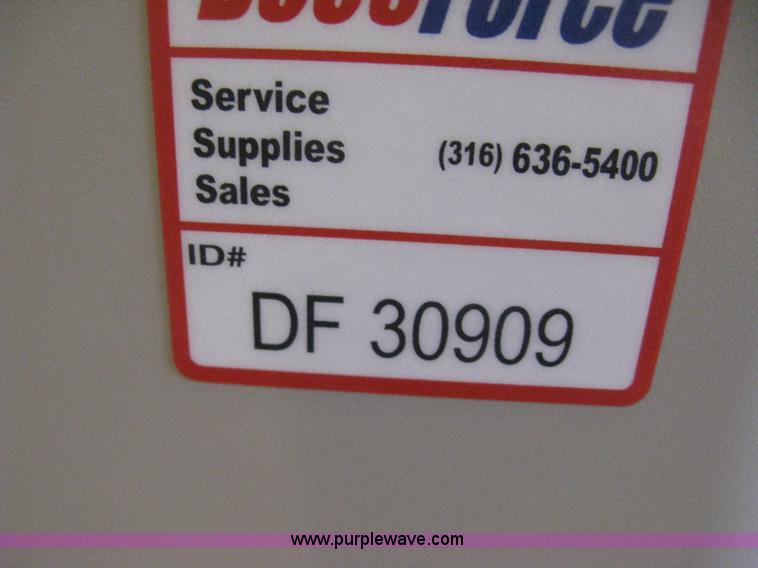 Service
Supplies (316) 636-5400
Sales
ID#
DF 30909
www.purplewave.com